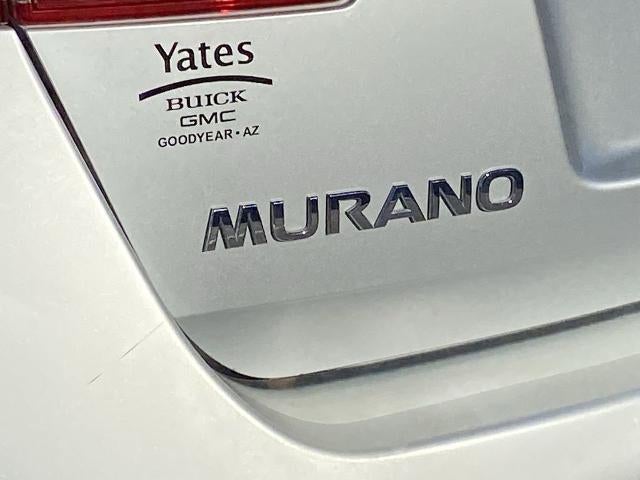 Yates
BUICK
GMC
GOODYEAR • AZ
MURANO